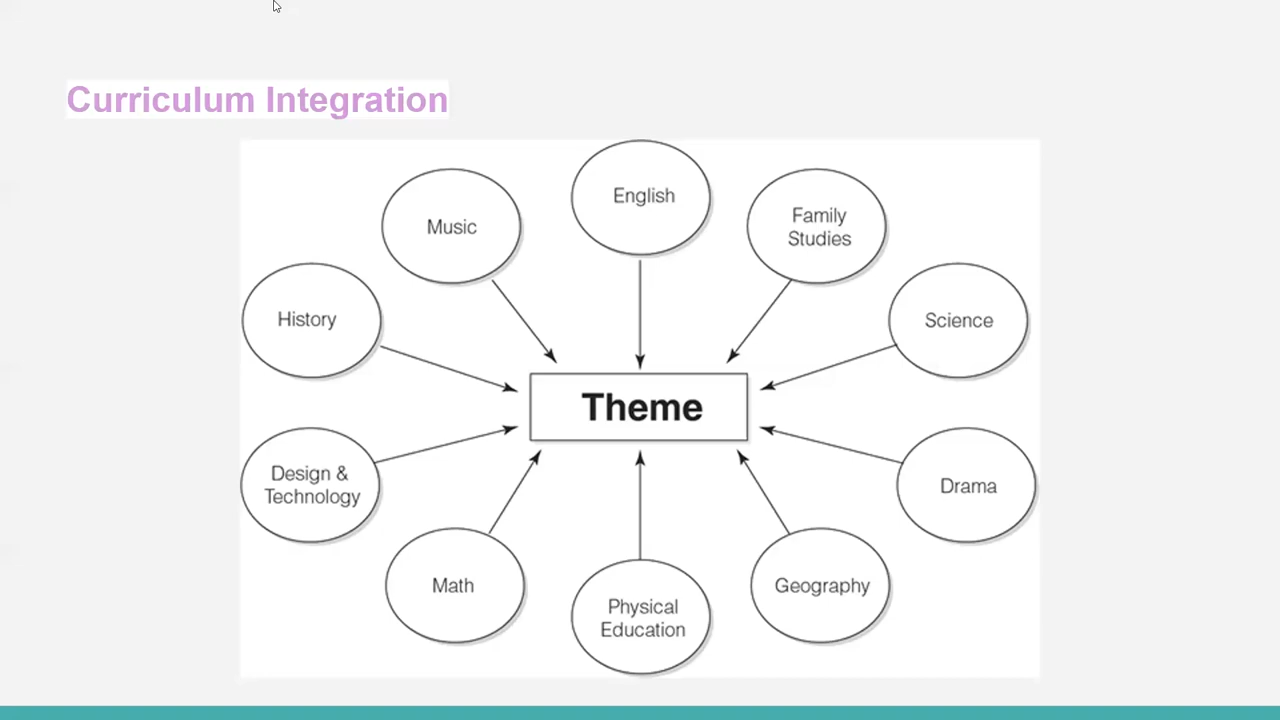 Curriculum Integration
English
Music
Family
Studies
History
Science
Theme
Design &
Technology
Drama
Math
Geography
Physical
Education